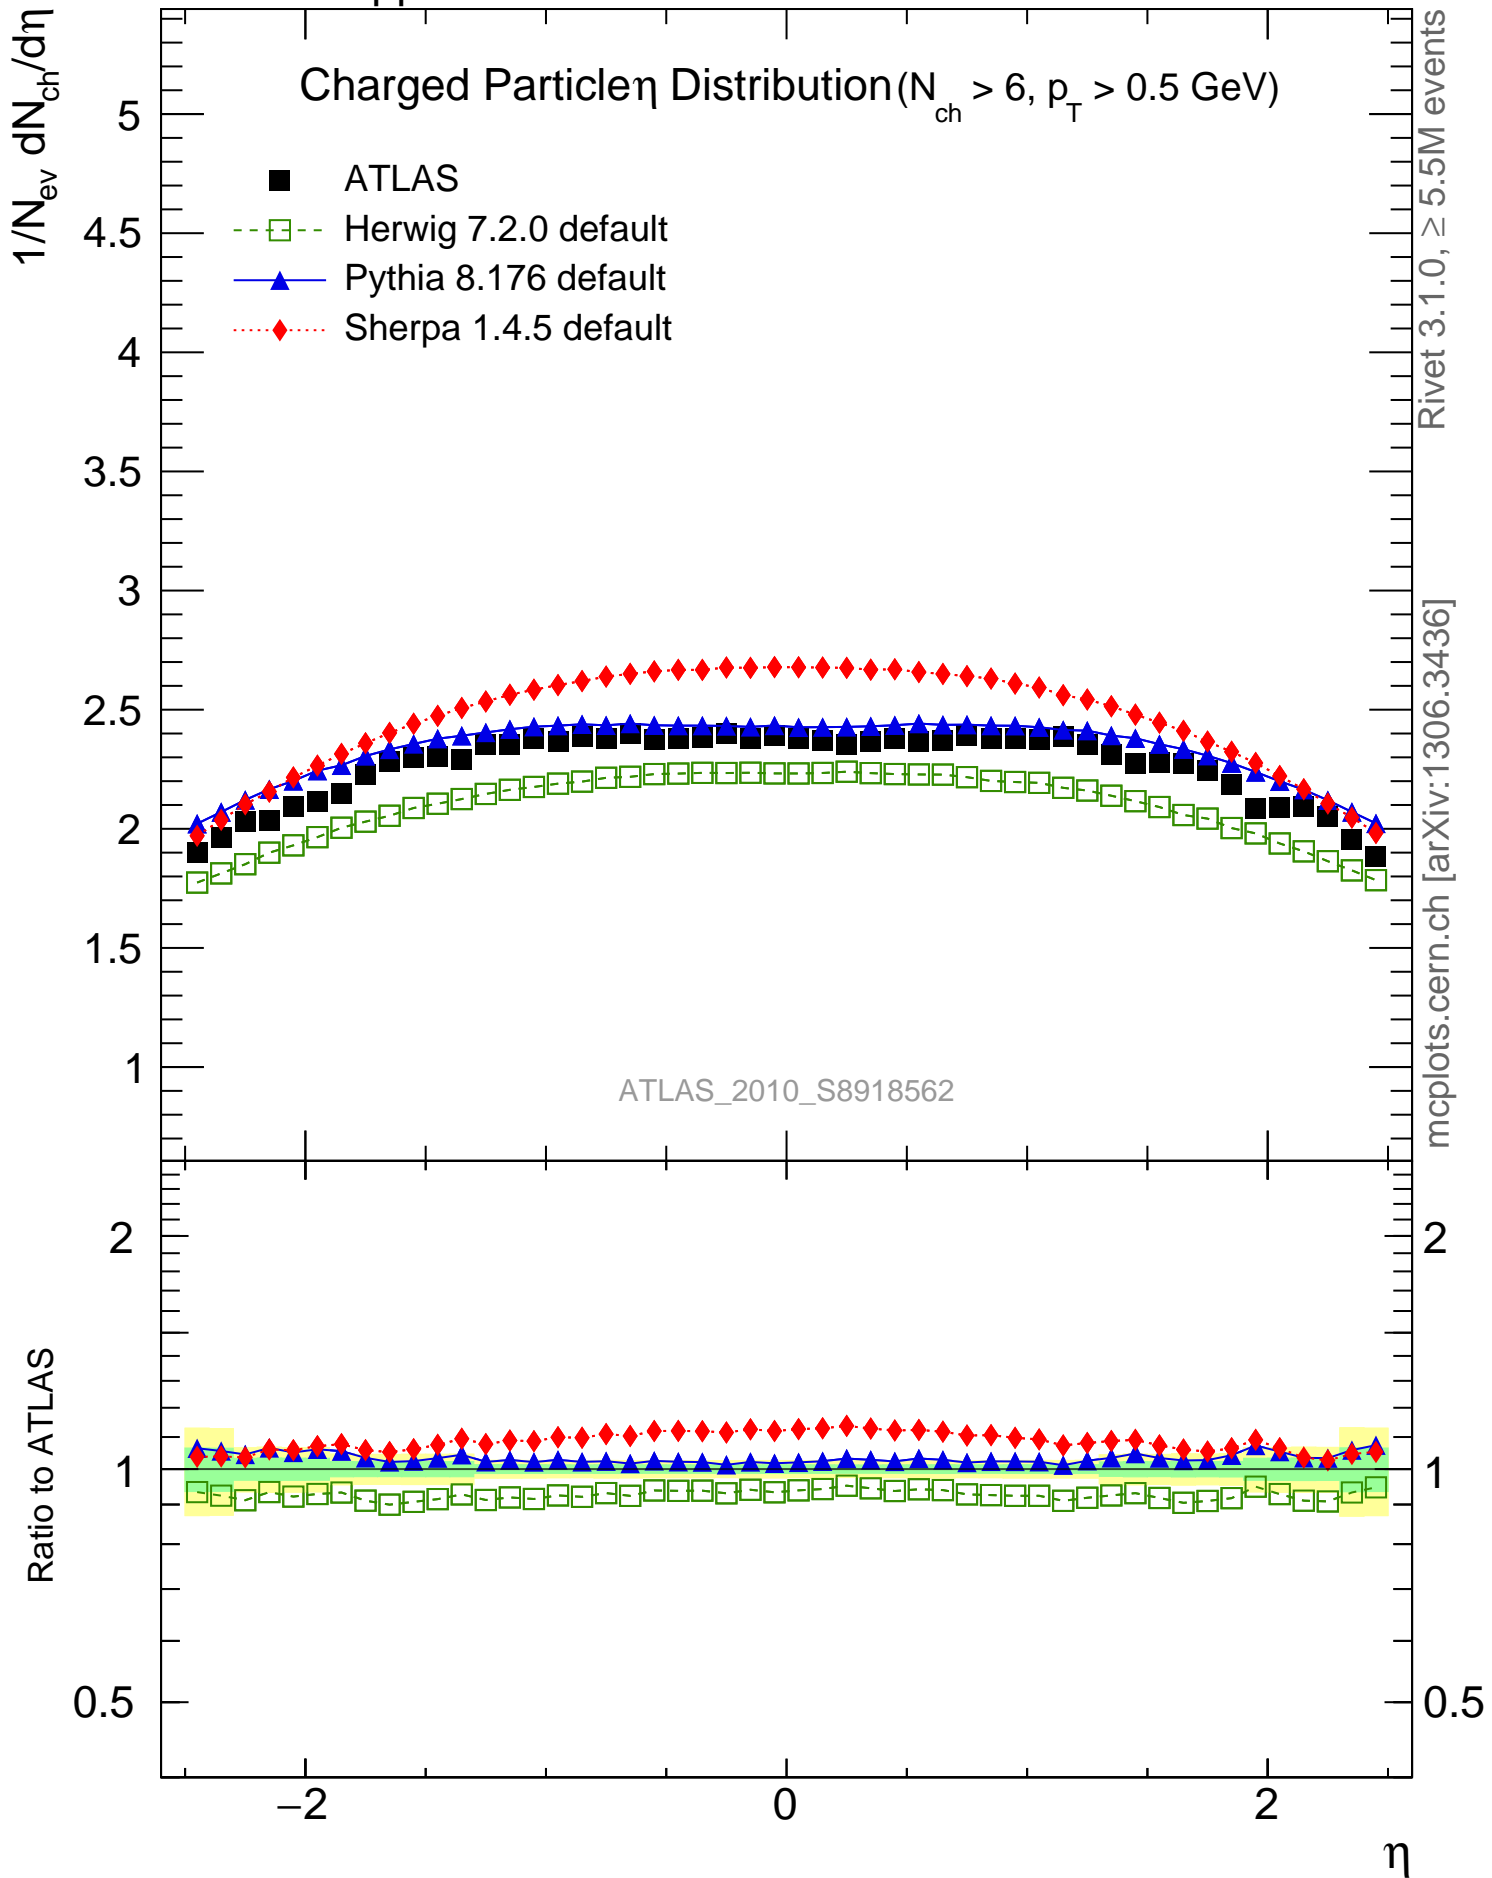 pp
1/N_ev dN_ch/dη
Charged Particle η Distribution (N_ch > 6, p_T > 0.5 GeV)
ATLAS
Herwig 7.2.0 default
Pythia 8.176 default
Sherpa 1.4.5 default
5
4.5
4
3.5
3
2.5
2
1.5
1
ATLAS_2010_S8918562
Rivet 3.1.0, ≥ 5.5M events
mcplots.cern.ch [arXiv:1306.3436]
Ratio to ATLAS
2
2
1
1
0.5
0.5
−2
0
2
η